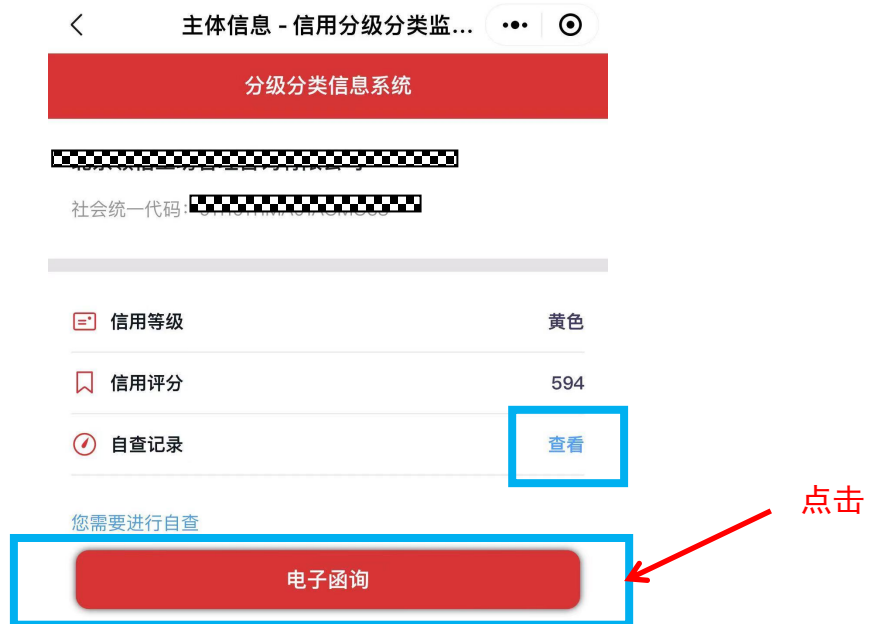 主体信息 - 信用分级分类监...
分级分类信息系统
社会统一代码:
信用等级 黄色
信用评分 594
自查记录 查看
您需要进行自查
点击
电子函询